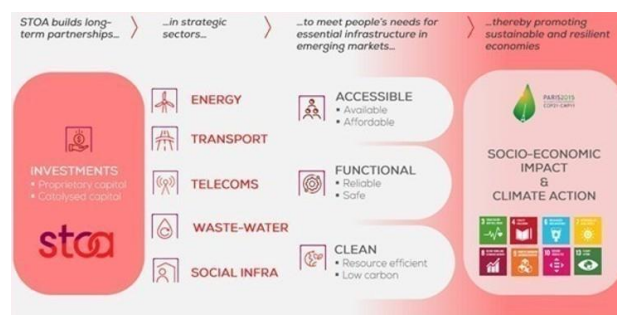 STOA builds long-
term partnerships...
...in strategic
sectors...
...to meet people's needs for
essential infrastructure in
emerging markets...
...thereby promoting
sustainable and resilient
economies
INVESTMENTS
• Proprietary capital
• Catalysed capital
stoa
ENERGY
TRANSPORT
TELECOMS
WASTE-WATER
SOCIAL INFRA
ACCESSIBLE
• Available
• Affordable
FUNCTIONAL
• Reliable
• Safe
CLEAN
• Resource efficient
• Low carbon
PARIS2015
COP21·CMP11
SOCIO-ECONOMIC
IMPACT
&
CLIMATE ACTION